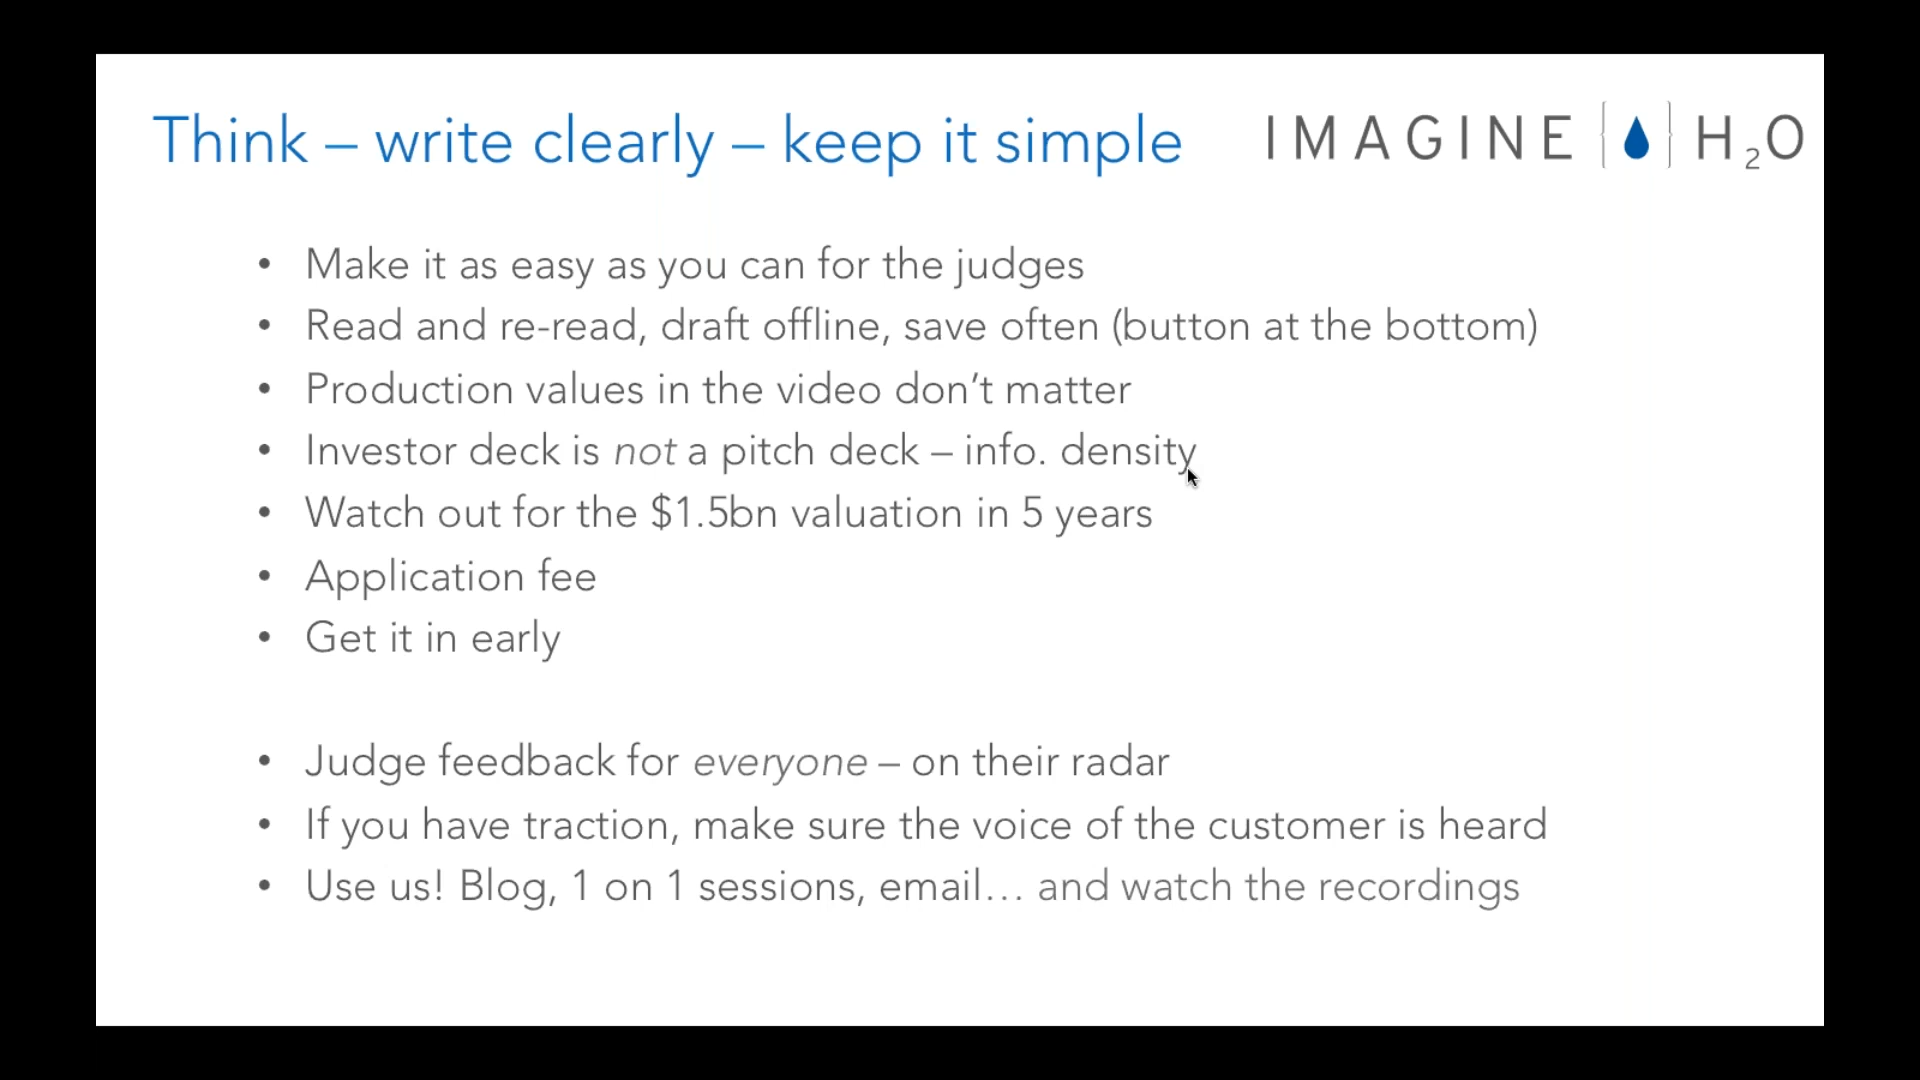 Think – write clearly – keep it simple
IMAGINE H₂O
• Make it as easy as you can for the judges
• Read and re-read, draft offline, save often (button at the bottom)
• Production values in the video don’t matter
• Investor deck is not a pitch deck – info. density
• Watch out for the $1.5bn valuation in 5 years
• Application fee
• Get it in early
• Judge feedback for everyone – on their radar
• If you have traction, make sure the voice of the customer is heard
• Use us! Blog, 1 on 1 sessions, email… and watch the recordings